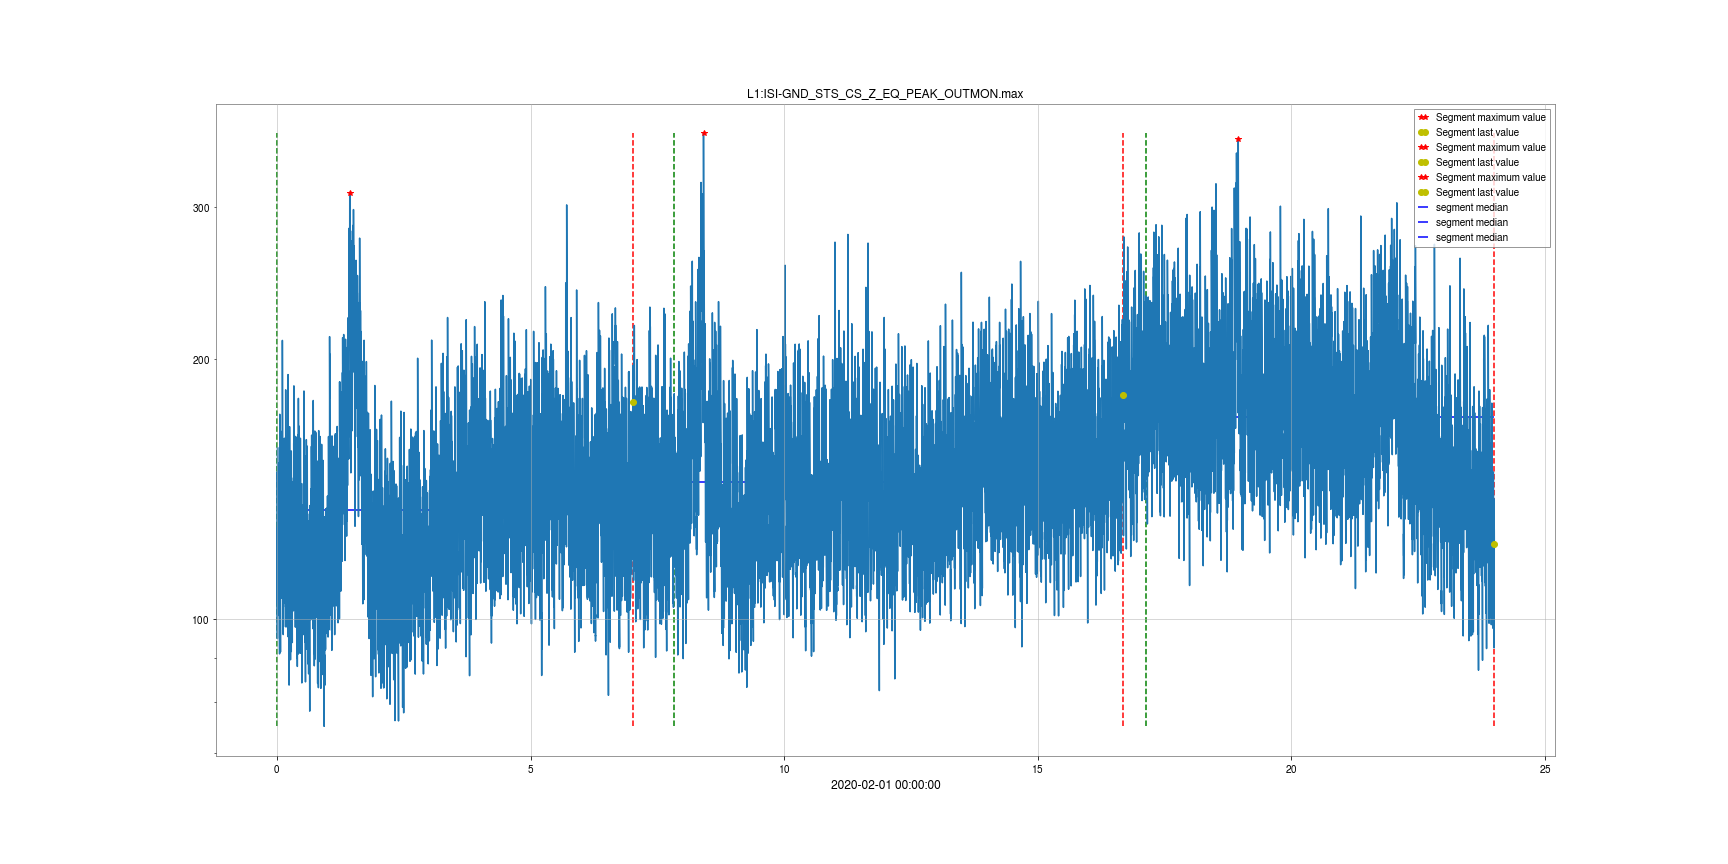 L1:ISI-GND_STS_CS_Z_EQ_PEAK_OUTMON.max
Segment maximum value
Segment last value
Segment maximum value
Segment last value
Segment maximum value
Segment last value
segment median
segment median
segment median
300
200
100
0 5 10 15 20 25
2020-02-01 00:00:00